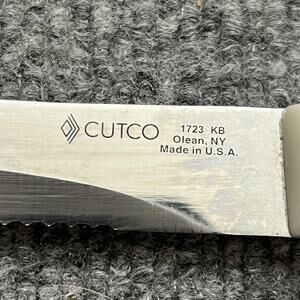 CUTCO
1723 KB
Olean, NY
Made in U.S.A.